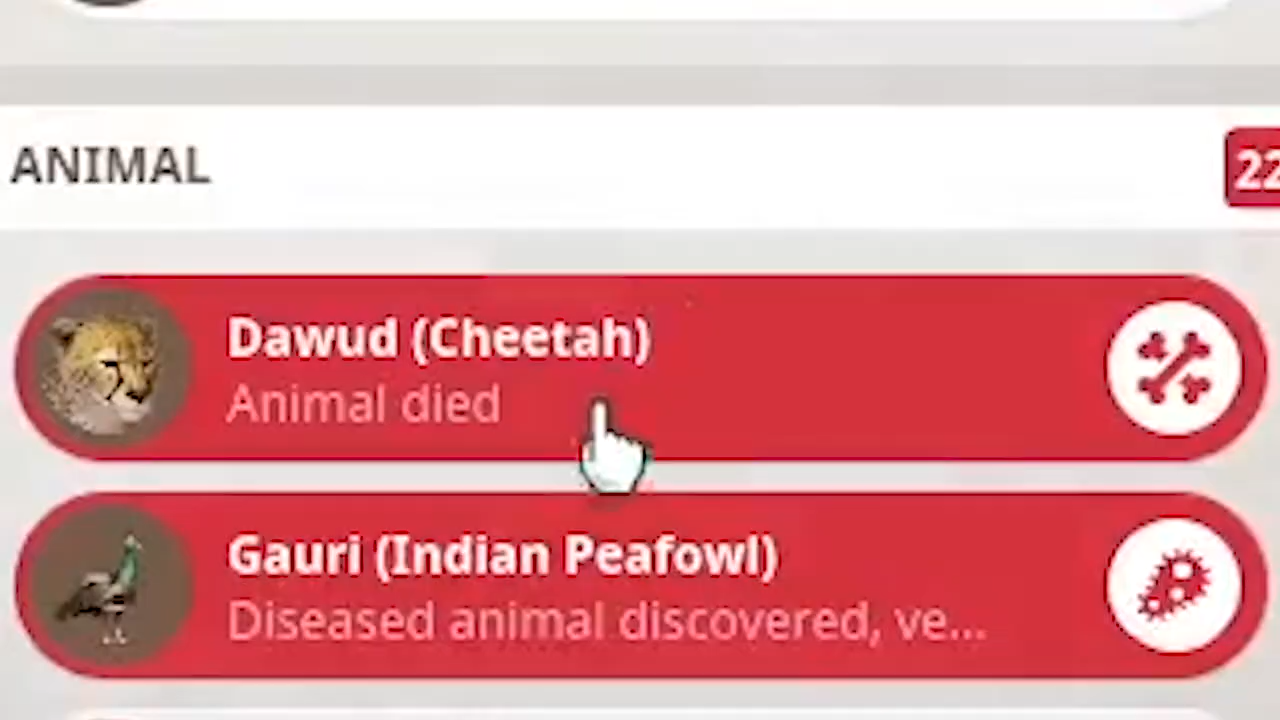 ANIMAL
22
Dawud (Cheetah)
Animal died
Gauri (Indian Peafowl)
Diseased animal discovered, ve...